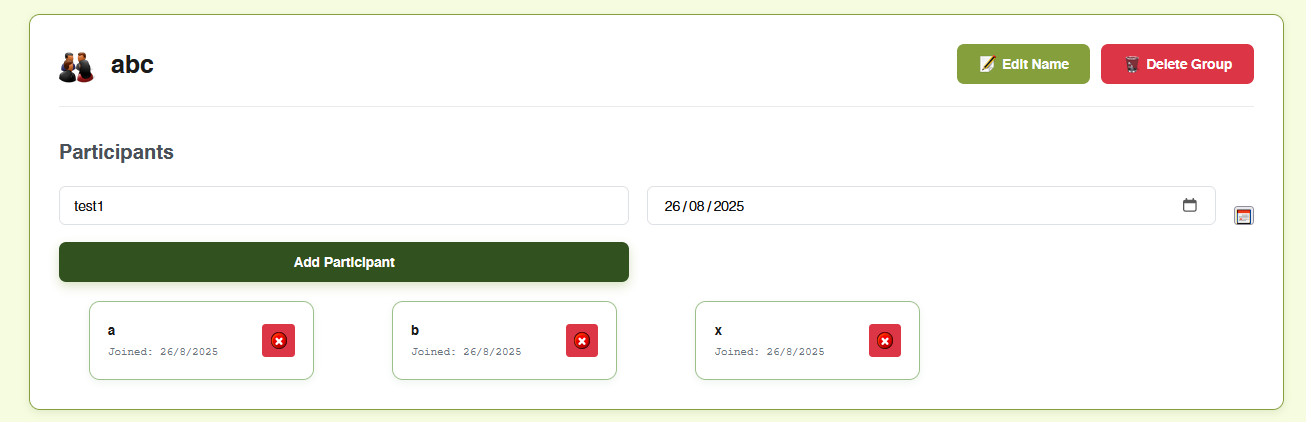 abc
Edit Name
Delete Group
Participants
test1
26/08/2025
Add Participant
a
Joined: 26/8/2025
b
Joined: 26/8/2025
x
Joined: 26/8/2025